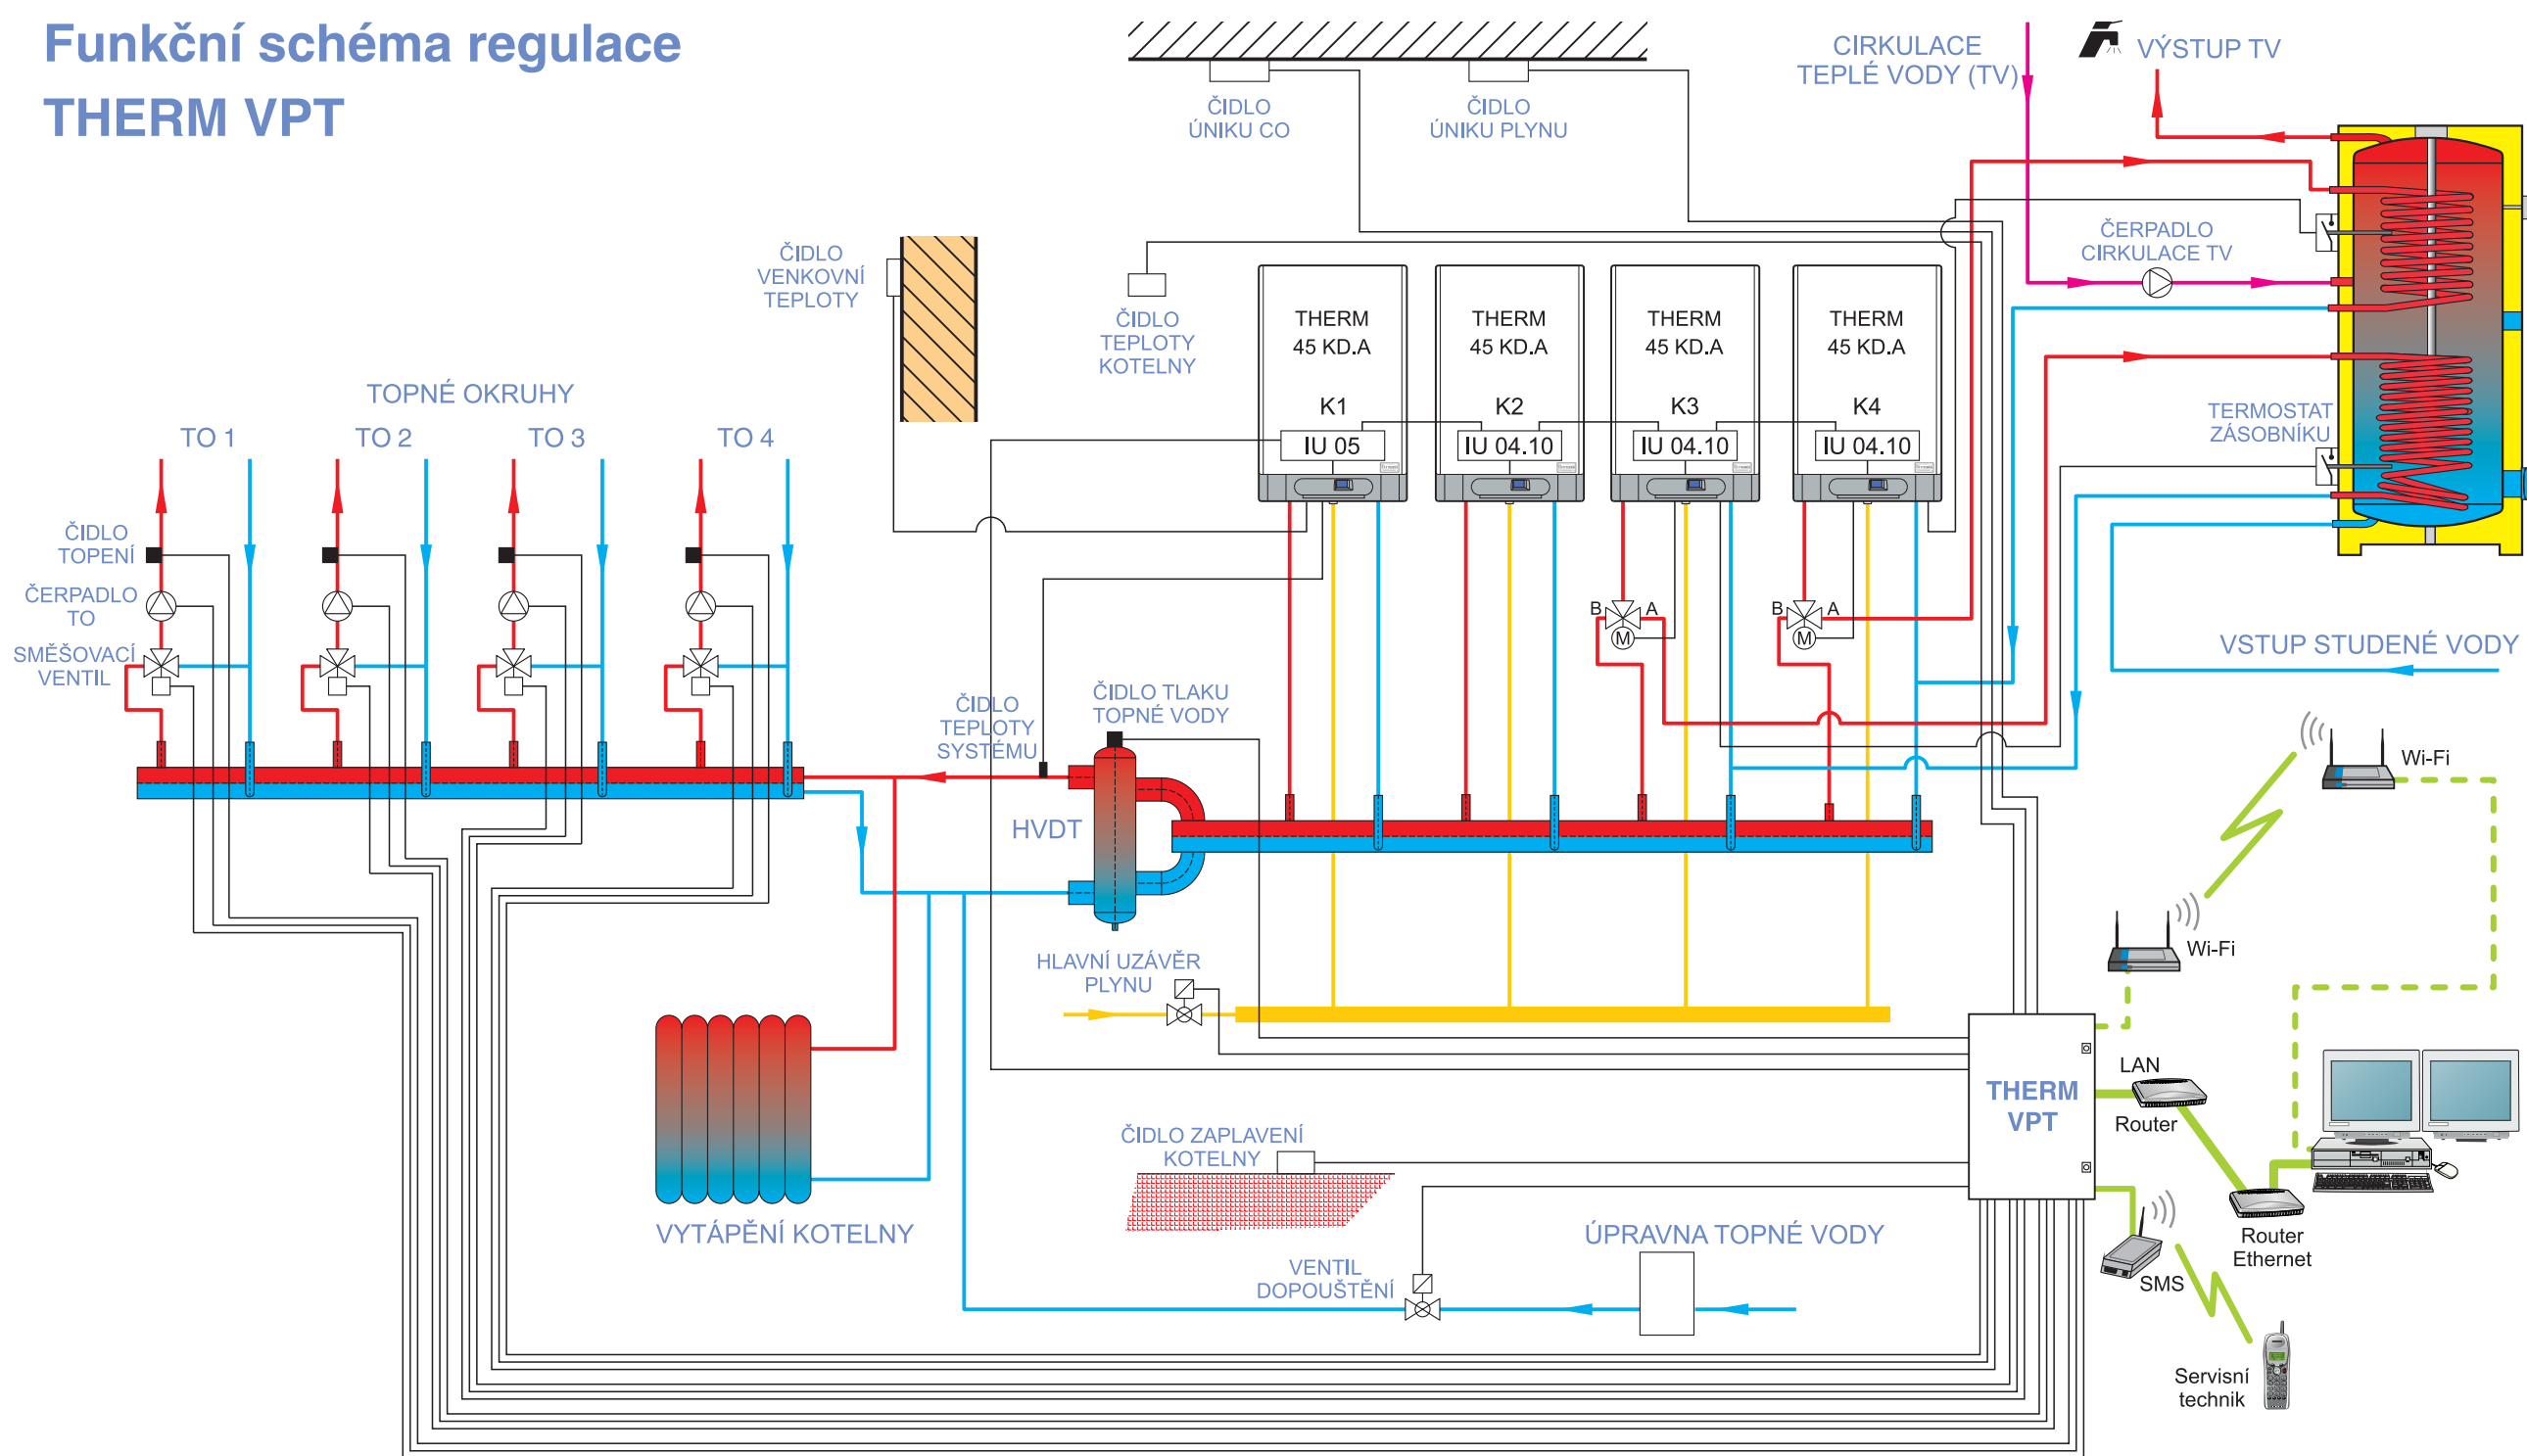 Funkční schéma regulace
THERM VPT
ČIDLO
ÚNIKU CO
ČIDLO
ÚNIKU PLYNU
CIRKULACE
TEPLÉ VODY (TV)
VÝSTUP TV
ČIDLO
VENKOVNÍ
TEPLOTY
ČIDLO
TEPLOTY
KOTELNY
THERM
45 KD.A
K1
IU 05
THERM
45 KD.A
K2
IU 04.10
THERM
45 KD.A
K3
IU 04.10
THERM
45 KD.A
K4
IU 04.10
ČERPADLO
CIRKULACE TV
TERMOSTAT
ZÁSOBNÍKU
TOPNÉ OKRUHY
TO 1
TO 2
TO 3
TO 4
ČIDLO
TOPENÍ
ČERPADLO
TO
SMĚŠOVACÍ
VENTIL
B
A
M
B
A
M
VSTUP STUDENÉ VODY
ČIDLO
TEPLOTY
SYSTÉMU
ČIDLO TLAKU
TOPNÉ VODY
HVDT
Wi-Fi
Wi-Fi
HLAVNÍ UZÁVĚR
PLYNU
THERM
VPT
LAN
Router
ČIDLO ZAPLAVENÍ
KOTELNY
VYTÁPĚNÍ KOTELNY
ÚPRAVNA TOPNÉ VODY
VENTIL
DOPOUŠTĚNÍ
Router
Ethernet
SMS
Servisní
technik